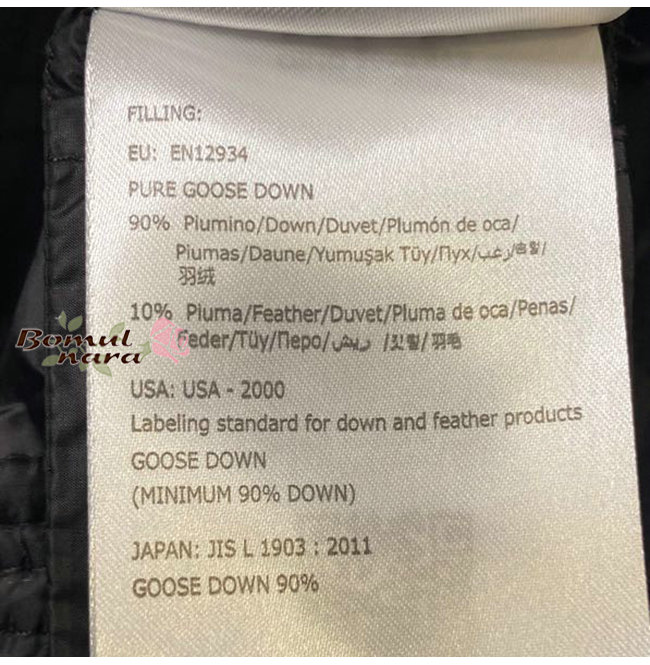 FILLING:
EU: EN12934
PURE GOOSE DOWN
90% Piumino/Down/Duvet/Plumón de oca/
Piumas/Daune/Yumuşak Tüy/Пух/زغب/솜털/
羽绒
10% Piuma/Feather/Duvet/Pluma de oca/Penas/
Feder/Tüy/Перо/ریش /깃털/羽毛
Bomul
nara
USA: USA - 2000
Labeling standard for down and feather products
GOOSE DOWN
(MINIMUM 90% DOWN)
JAPAN: JIS L 1903 : 2011
GOOSE DOWN 90%